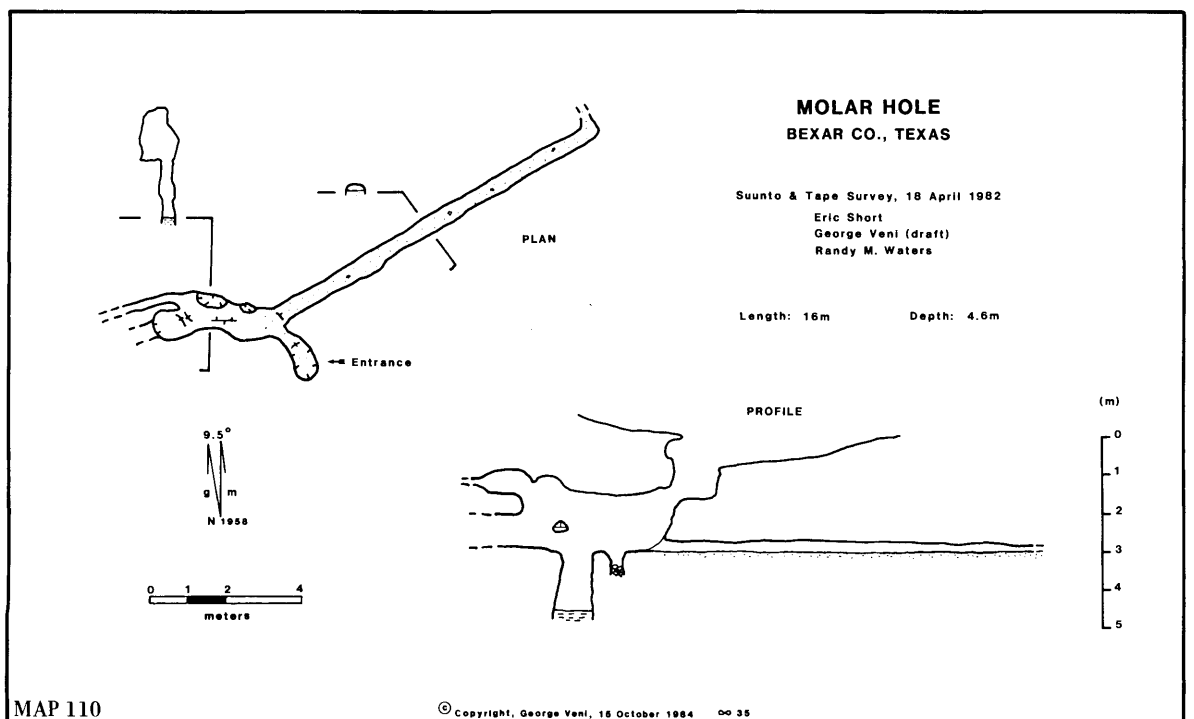 MOLAR HOLE
BEXAR CO., TEXAS
Suunto & Tape Survey, 18 April 1982
Eric Short
George Veni (draft)
Randy M. Waters
PLAN
Length: 16m Depth: 4.6m
Entrance
PROFILE
(m)
0
1
2
3
4
5
9.5°
g m
N 1958
0 1 2 4
meters
MAP 110
© Copyright, George Veni, 15 October 1984 35